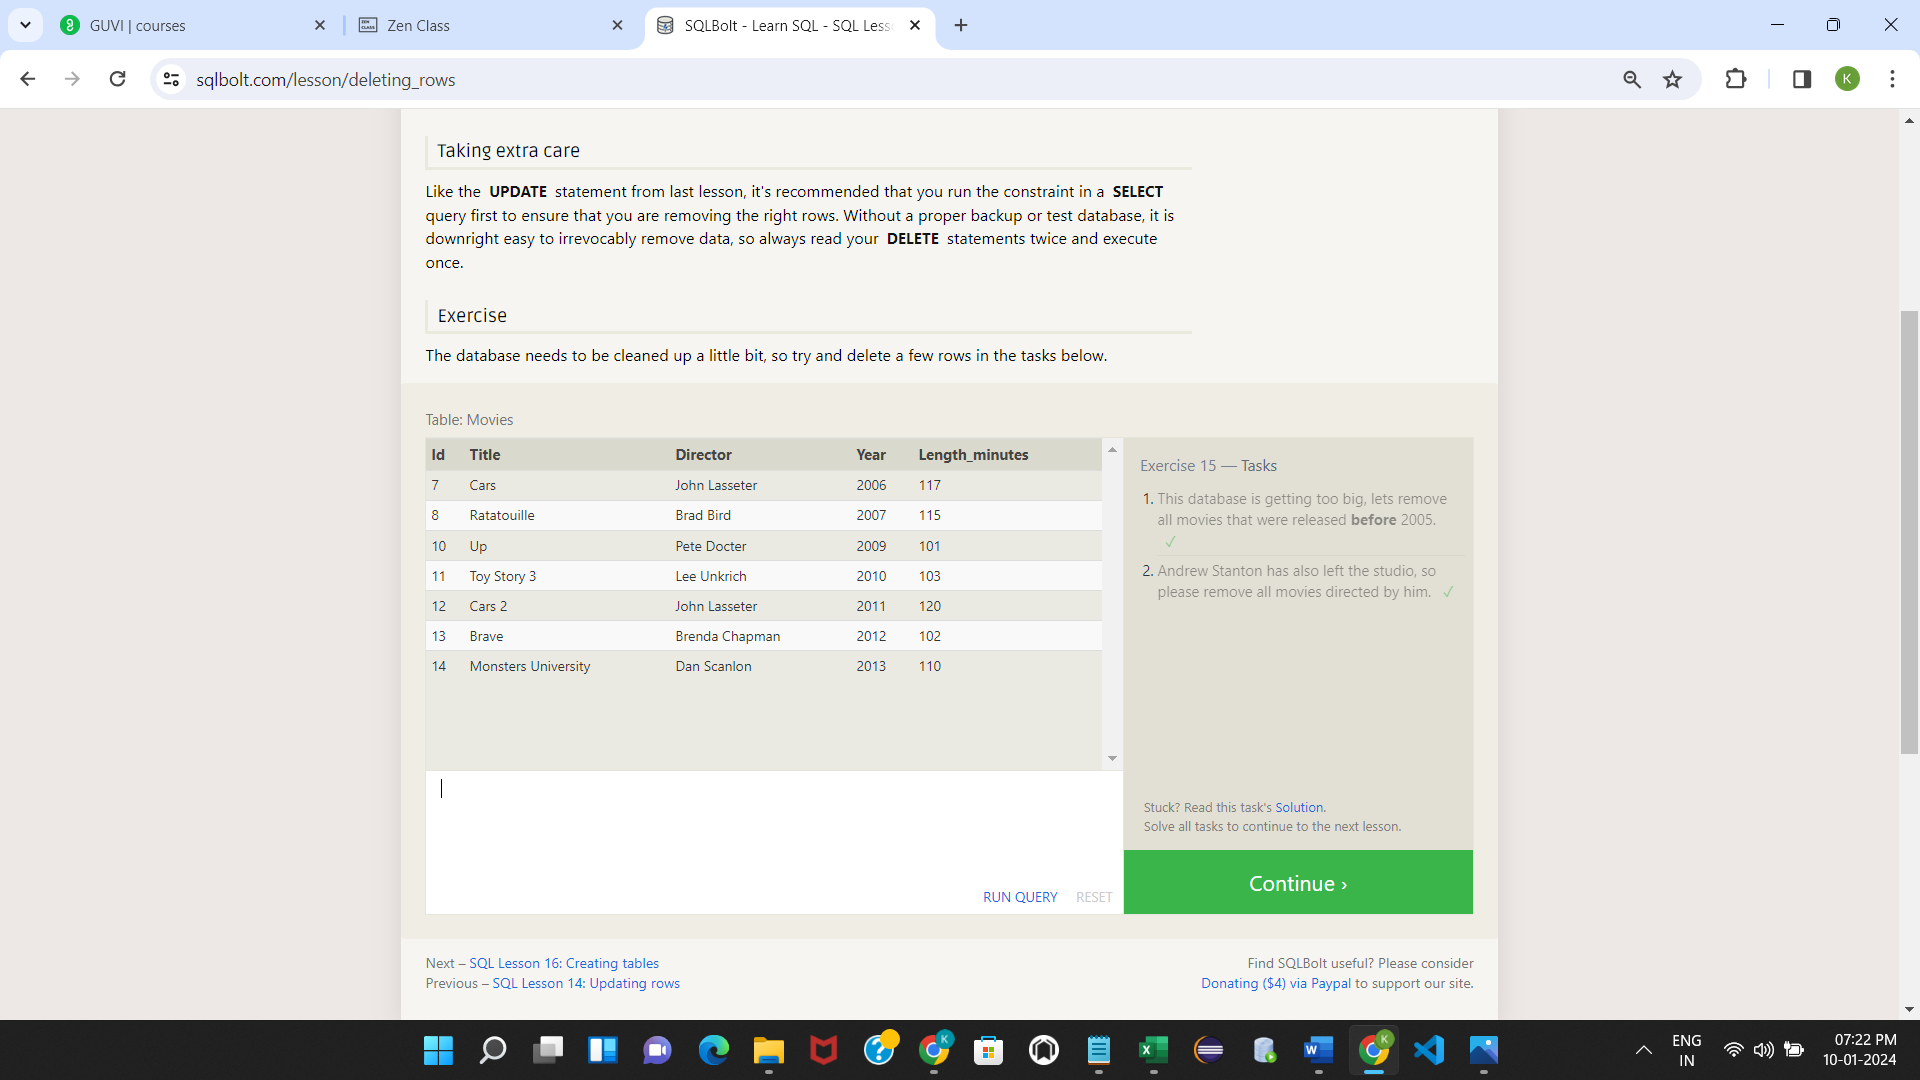 GUVI | courses
Zen Class
SQLBolt - Learn SQL - SQL Less
sqlbolt.com/lesson/deleting_rows
K
Taking extra care
Like the UPDATE statement from last lesson, it's recommended that you run the constraint in a SELECT
query first to ensure that you are removing the right rows. Without a proper backup or test database, it is
downright easy to irrevocably remove data, so always read your DELETE statements twice and execute
once.
Exercise
The database needs to be cleaned up a little bit, so try and delete a few rows in the tasks below.
Table: Movies
Id Title Director Year Length_minutes
7 Cars John Lasseter 2006 117
8 Ratatouille Brad Bird 2007 115
10 Up Pete Docter 2009 101
11 Toy Story 3 Lee Unkrich 2010 103
12 Cars 2 John Lasseter 2011 120
13 Brave Brenda Chapman 2012 102
14 Monsters University Dan Scanlon 2013 110
RUN QUERY RESET
Exercise 15 — Tasks
1. This database is getting too big, lets remove
all movies that were released before 2005.
✓
2. Andrew Stanton has also left the studio, so
please remove all movies directed by him. ✓
Stuck? Read this task's Solution.
Solve all tasks to continue to the next lesson.
Continue ›
Next – SQL Lesson 16: Creating tables
Previous – SQL Lesson 14: Updating rows
Find SQLBolt useful? Please consider
Donating ($4) via Paypal to support our site.
ENG
IN
07:22 PM
10-01-2024